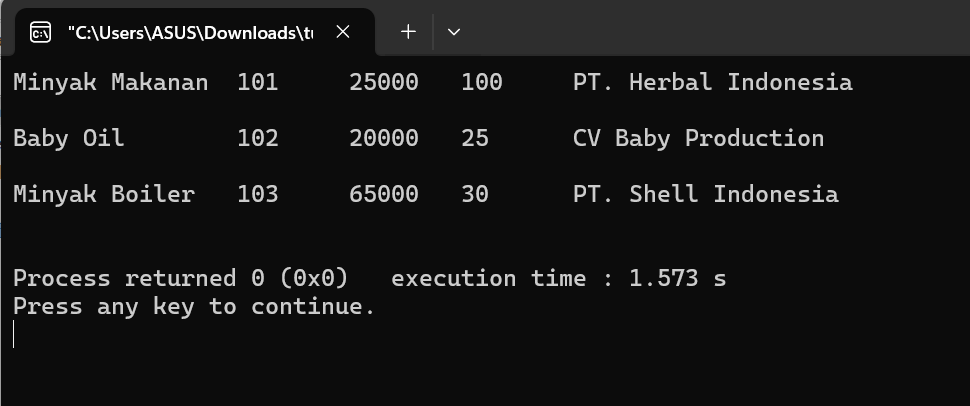 "C:\Users\ASUS\Downloads\tu
Minyak Makanan 101 25000 100 PT. Herbal Indonesia
Baby Oil 102 20000 25 CV Baby Production
Minyak Boiler 103 65000 30 PT. Shell Indonesia
Process returned 0 (0x0) execution time : 1.573 s
Press any key to continue.